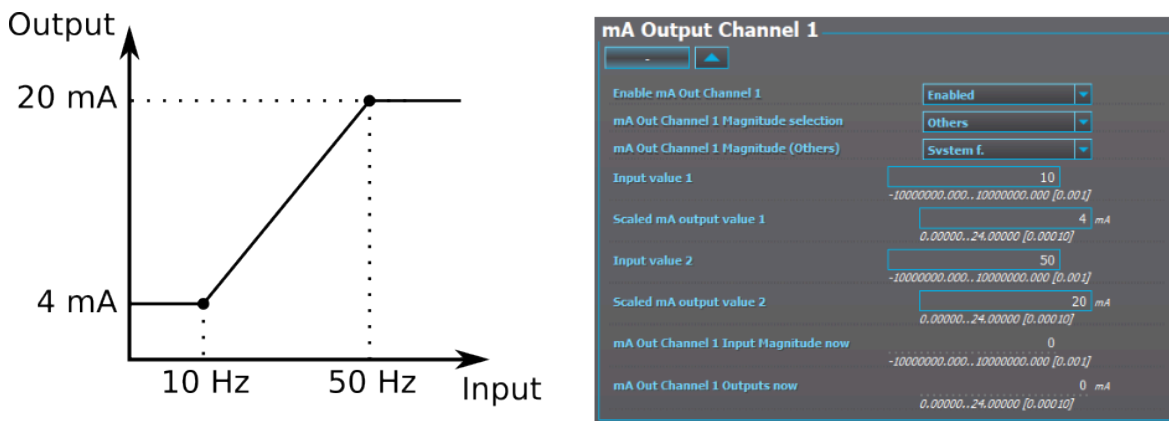 Output
20 mA
4 mA
10 Hz
50 Hz
Input
mA Output Channel 1
-
Enable mA Out Channel 1 Enabled
mA Out Channel 1 Magnitude selection Others
mA Out Channel 1 Magnitude (Others) System f.
Input value 1 10
-10000000.000..10000000.000 [0.001]
Scaled mA output value 1 4 mA
0.00000..24.00000 [0.00010]
Input value 2 50
-10000000.000..10000000.000 [0.001]
Scaled mA output value 2 20 mA
0.00000..24.00000 [0.00010]
mA Out Channel 1 Input Magnitude now 0
-10000000.000..10000000.000 [0.001]
mA Out Channel 1 Outputs now 0 mA
0.00000..24.00000 [0.00010]